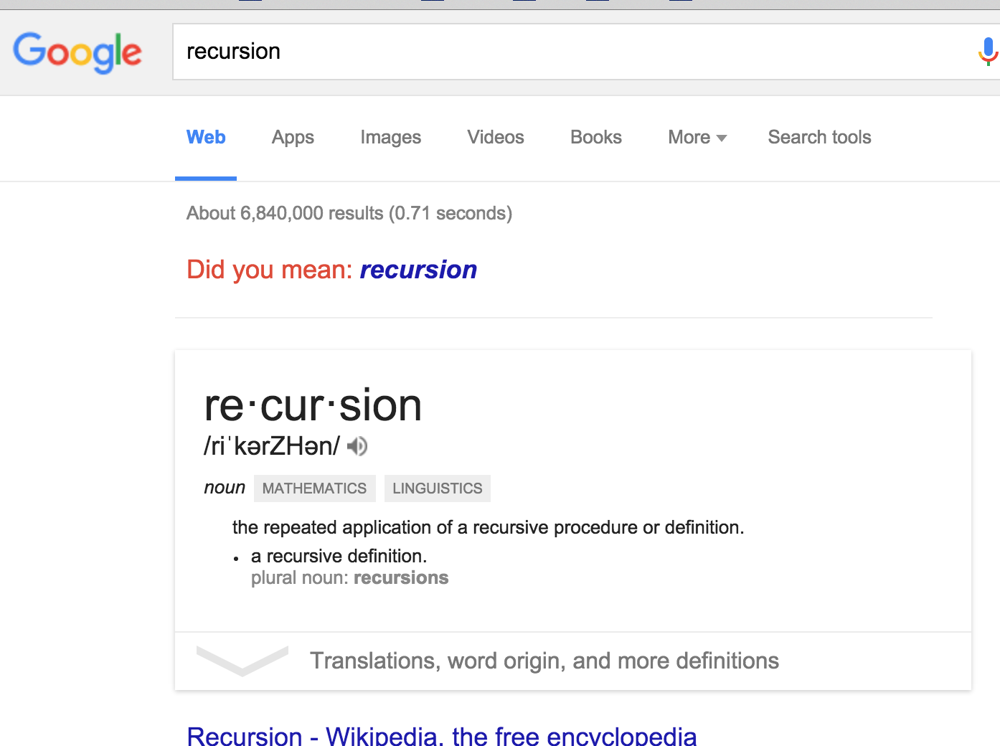 Google
recursion
Web Apps Images Videos Books More Search tools
About 6,840,000 results (0.71 seconds)
Did you mean: recursion
re·cur·sion
/riˈkərZHən/
noun MATHEMATICS LINGUISTICS
the repeated application of a recursive procedure or definition.
• a recursive definition.
plural noun: recursions
Translations, word origin, and more definitions
Recursion - Wikipedia, the free encyclopedia